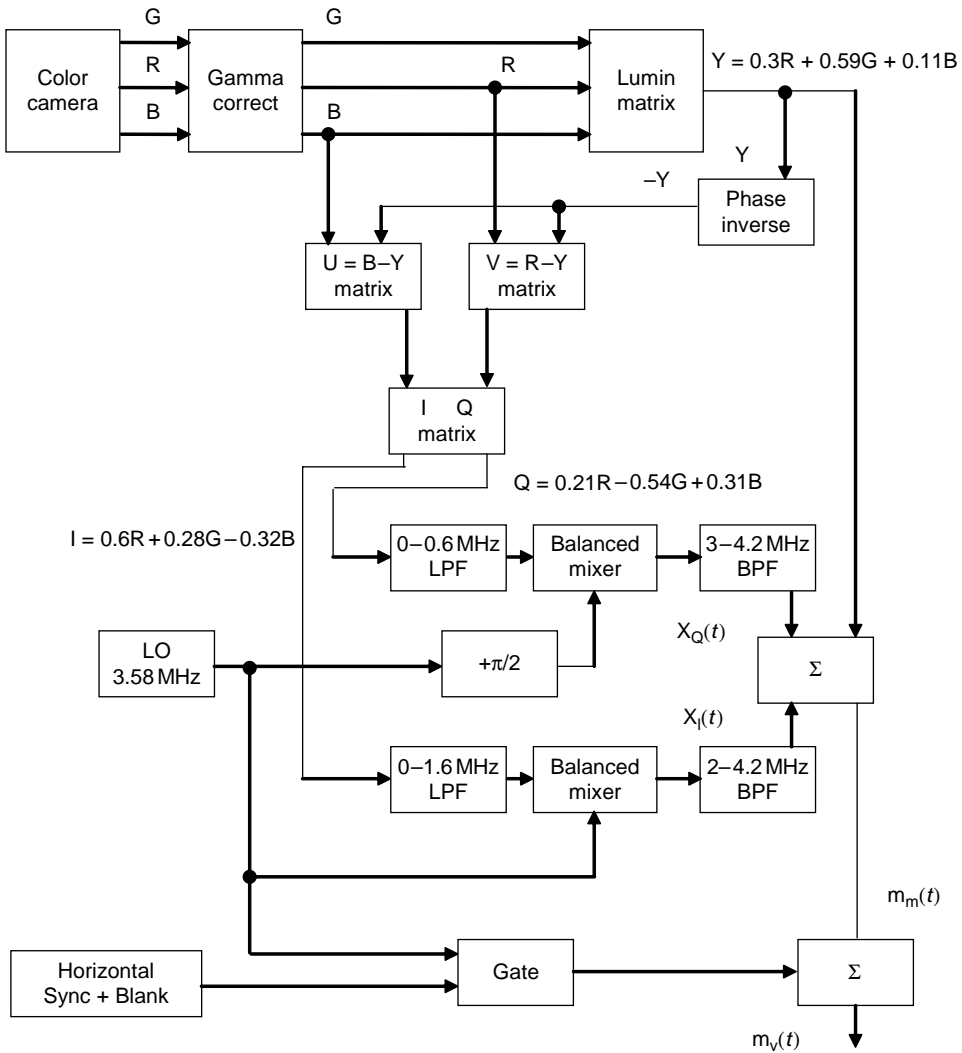 G
G
R
R
B
B
Color
camera
Gamma
correct
Lumin
matrix
Y = 0.3R + 0.59G + 0.11B
Y
–Y
Phase
inverse
U = B–Y
matrix
V = R–Y
matrix
I Q
matrix
Q = 0.21R–0.54G+0.31B
I = 0.6R+0.28G–0.32B
0–0.6 MHz
LPF
Balanced
mixer
3–4.2 MHz
BPF
X_Q(t)
LO
3.58 MHz
+π/2
Σ
X_I(t)
0–1.6 MHz
LPF
Balanced
mixer
2–4.2 MHz
BPF
m_m(t)
Horizontal
Sync + Blank
Gate
Σ
m_v(t)